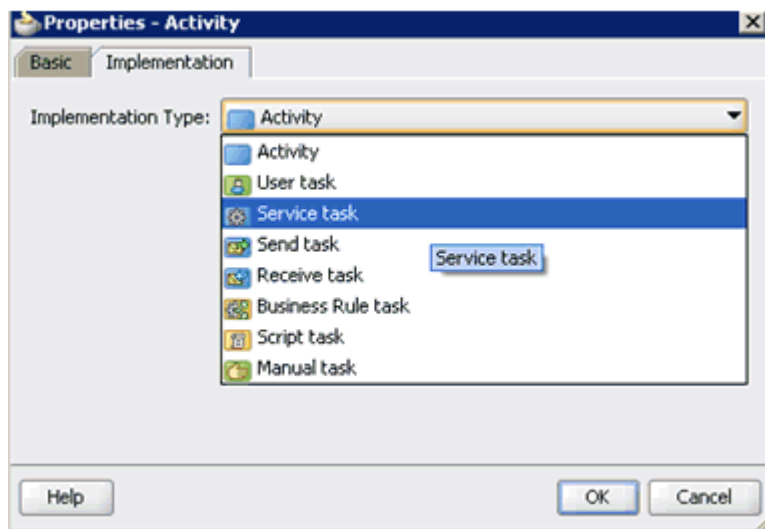 Properties - Activity
Basic Implementation
Implementation Type: Activity
Activity
User task
Service task
Send task
Service task
Receive task
Business Rule task
Script task
Manual task
Help OK Cancel